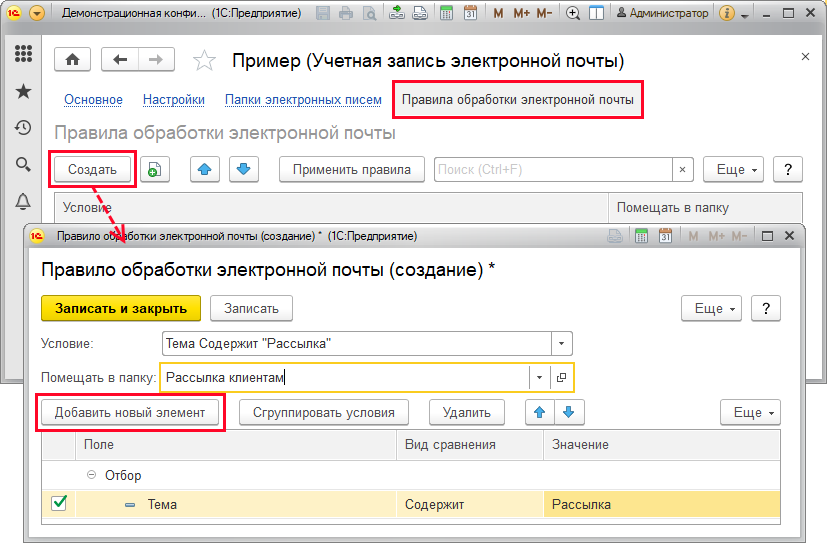 1С Демонстрационная конфи... (1С:Предприятие) M M+ M- Администратор
Пример (Учетная запись электронной почты)
Основное Настройки Папки электронных писем Правила обработки электронной почты
Правила обработки электронной почты
Создать Применить правила Поиск (Ctrl+F) × Еще ?
Условие Помещать в папку
1С Правило обработки электронной почты (создание) * (1С:Предприятие) M M+ M-
Правило обработки электронной почты (создание) *
Записать и закрыть Записать Еще ?
Условие: Тема Содержит "Рассылка"
Помещать в папку: Рассылка клиентам
Добавить новый элемент Сгруппировать условия Удалить Еще
Поле Вид сравнения Значение
Отбор
Тема Содержит Рассылка